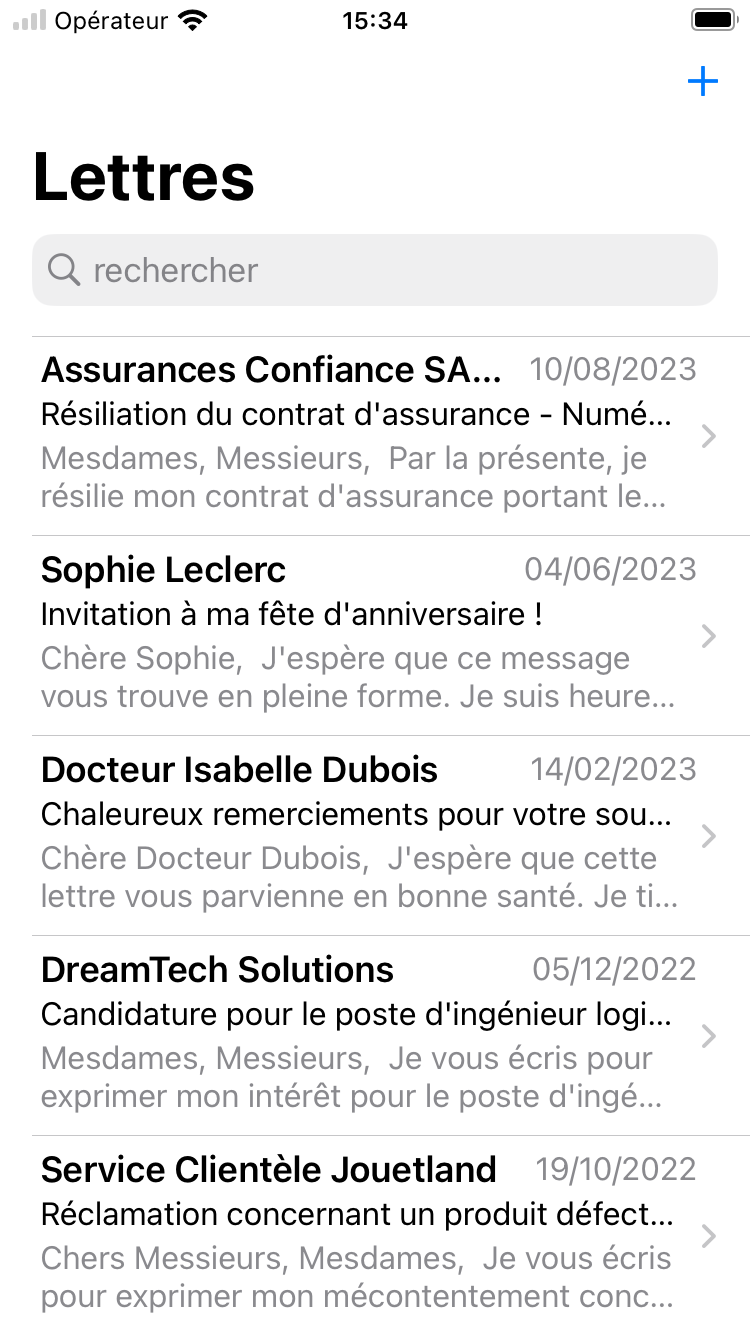 Opérateur 15:34
Lettres
rechercher
Assurances Confiance SA... 10/08/2023
Résiliation du contrat d'assurance - Numé...
Mesdames, Messieurs,  Par la présente, je
résilie mon contrat d'assurance portant le...
Sophie Leclerc 04/06/2023
Invitation à ma fête d'anniversaire !
Chère Sophie,  J'espère que ce message
vous trouve en pleine forme. Je suis heure...
Docteur Isabelle Dubois 14/02/2023
Chaleureux remerciements pour votre sou...
Chère Docteur Dubois,  J'espère que cette
lettre vous parvienne en bonne santé. Je ti...
DreamTech Solutions 05/12/2022
Candidature pour le poste d'ingénieur logi...
Mesdames, Messieurs,  Je vous écris pour
exprimer mon intérêt pour le poste d'ingé...
Service Clientèle Jouetland 19/10/2022
Réclamation concernant un produit défect...
Chers Messieurs, Mesdames,  Je vous écris
pour exprimer mon mécontentement conc...